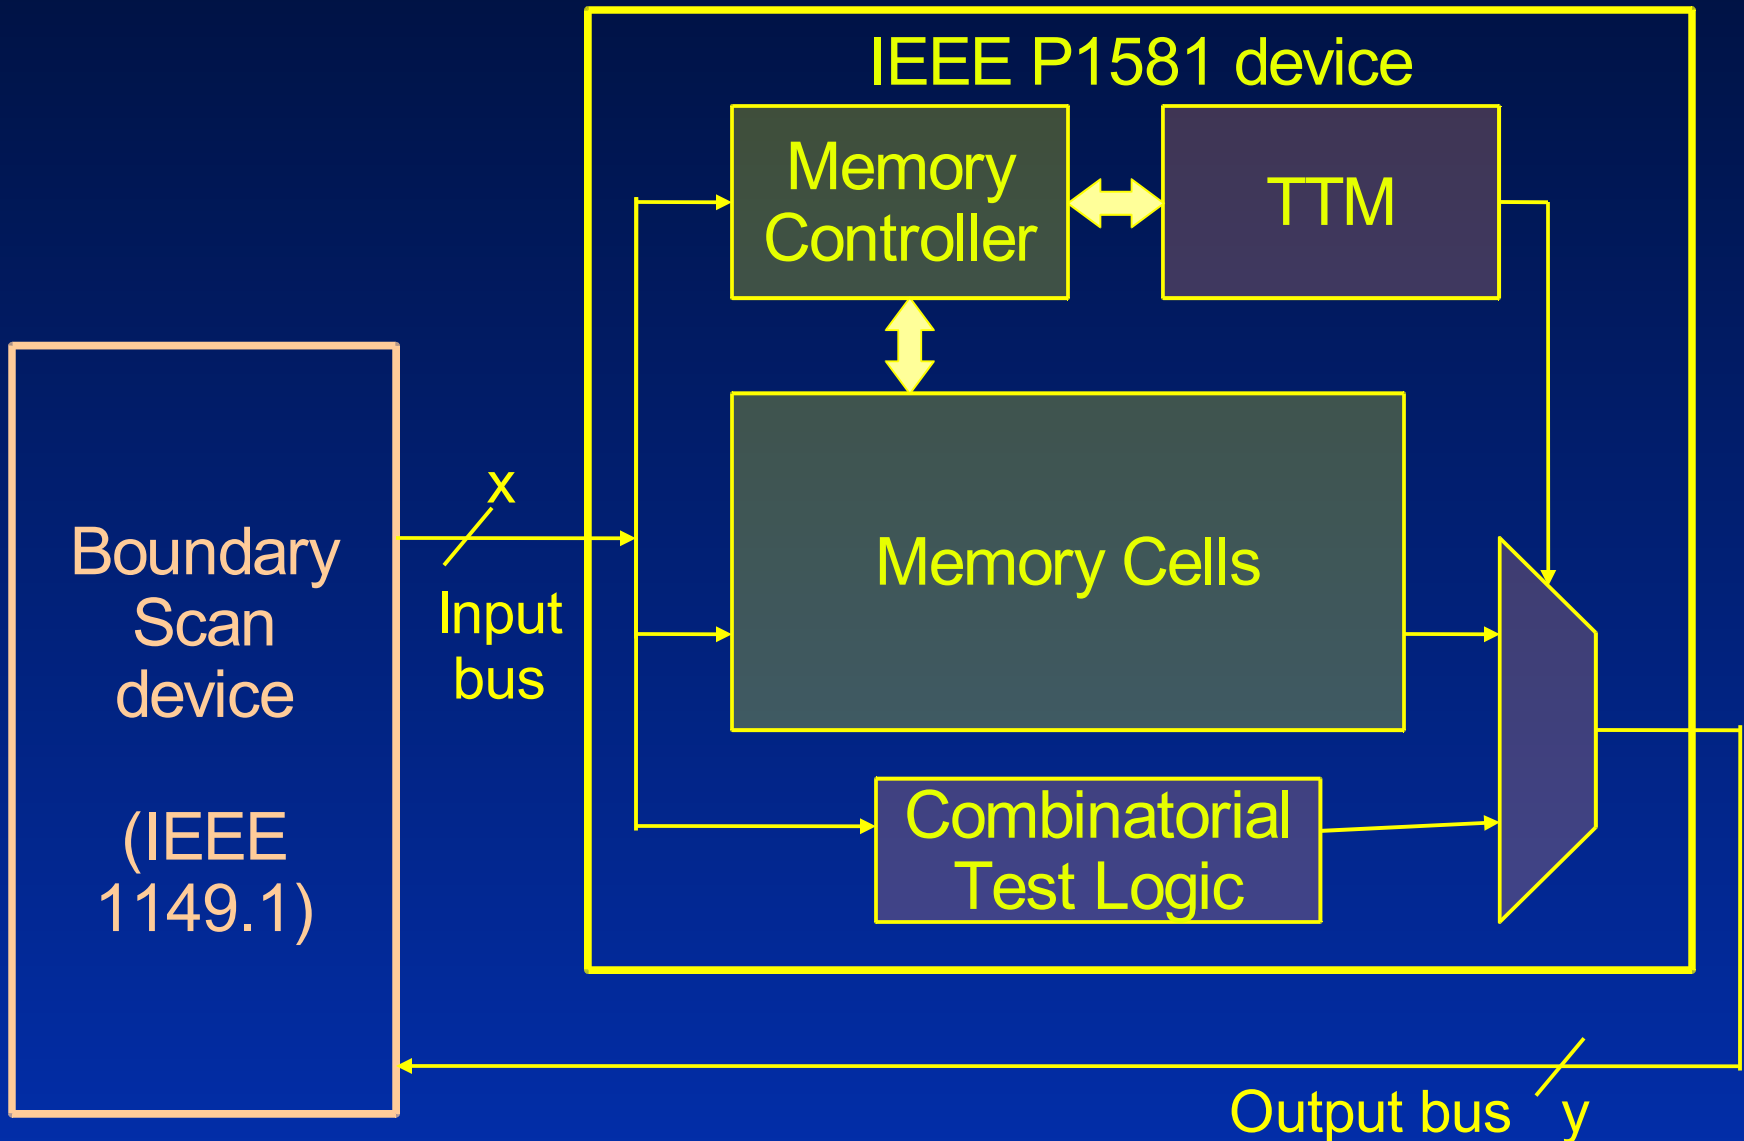 IEEE P1581 device
Memory
Controller
TTM
Boundary
Scan
device
(IEEE
1149.1)
x
Input
bus
Memory Cells
Combinatorial
Test Logic
Output bus
y